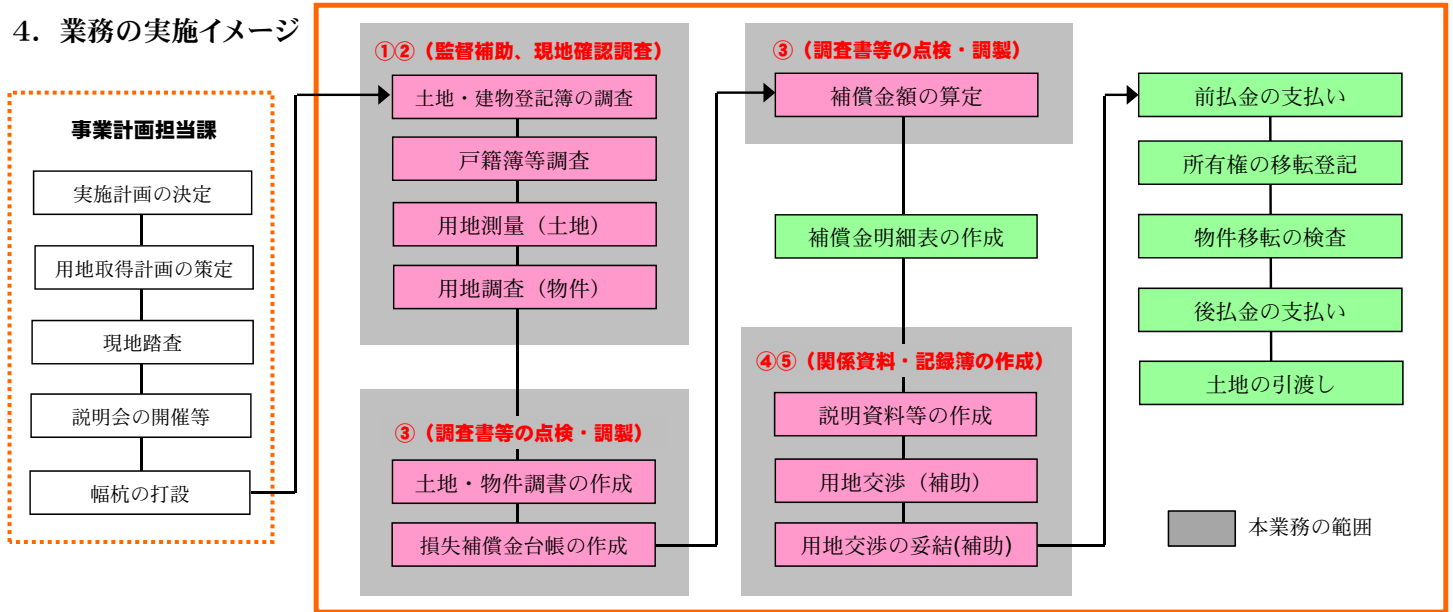 4．業務の実施イメージ
事業計画担当課
実施計画の決定
用地取得計画の策定
現地踏査
説明会の開催等
幅杭の打設
①②（監督補助、現地確認調査）
土地・建物登記簿の調査
戸籍簿等調査
用地測量（土地）
用地調査（物件）
③（調査書等の点検・調製）
土地・物件調書の作成
損失補償金台帳の作成
③（調査書等の点検・調製）
補償金額の算定
補償金明細表の作成
④⑤（関係資料・記録簿の作成）
説明資料等の作成
用地交渉（補助）
用地交渉の妥結(補助)
前払金の支払い
所有権の移転登記
物件移転の検査
後払金の支払い
土地の引渡し
本業務の範囲